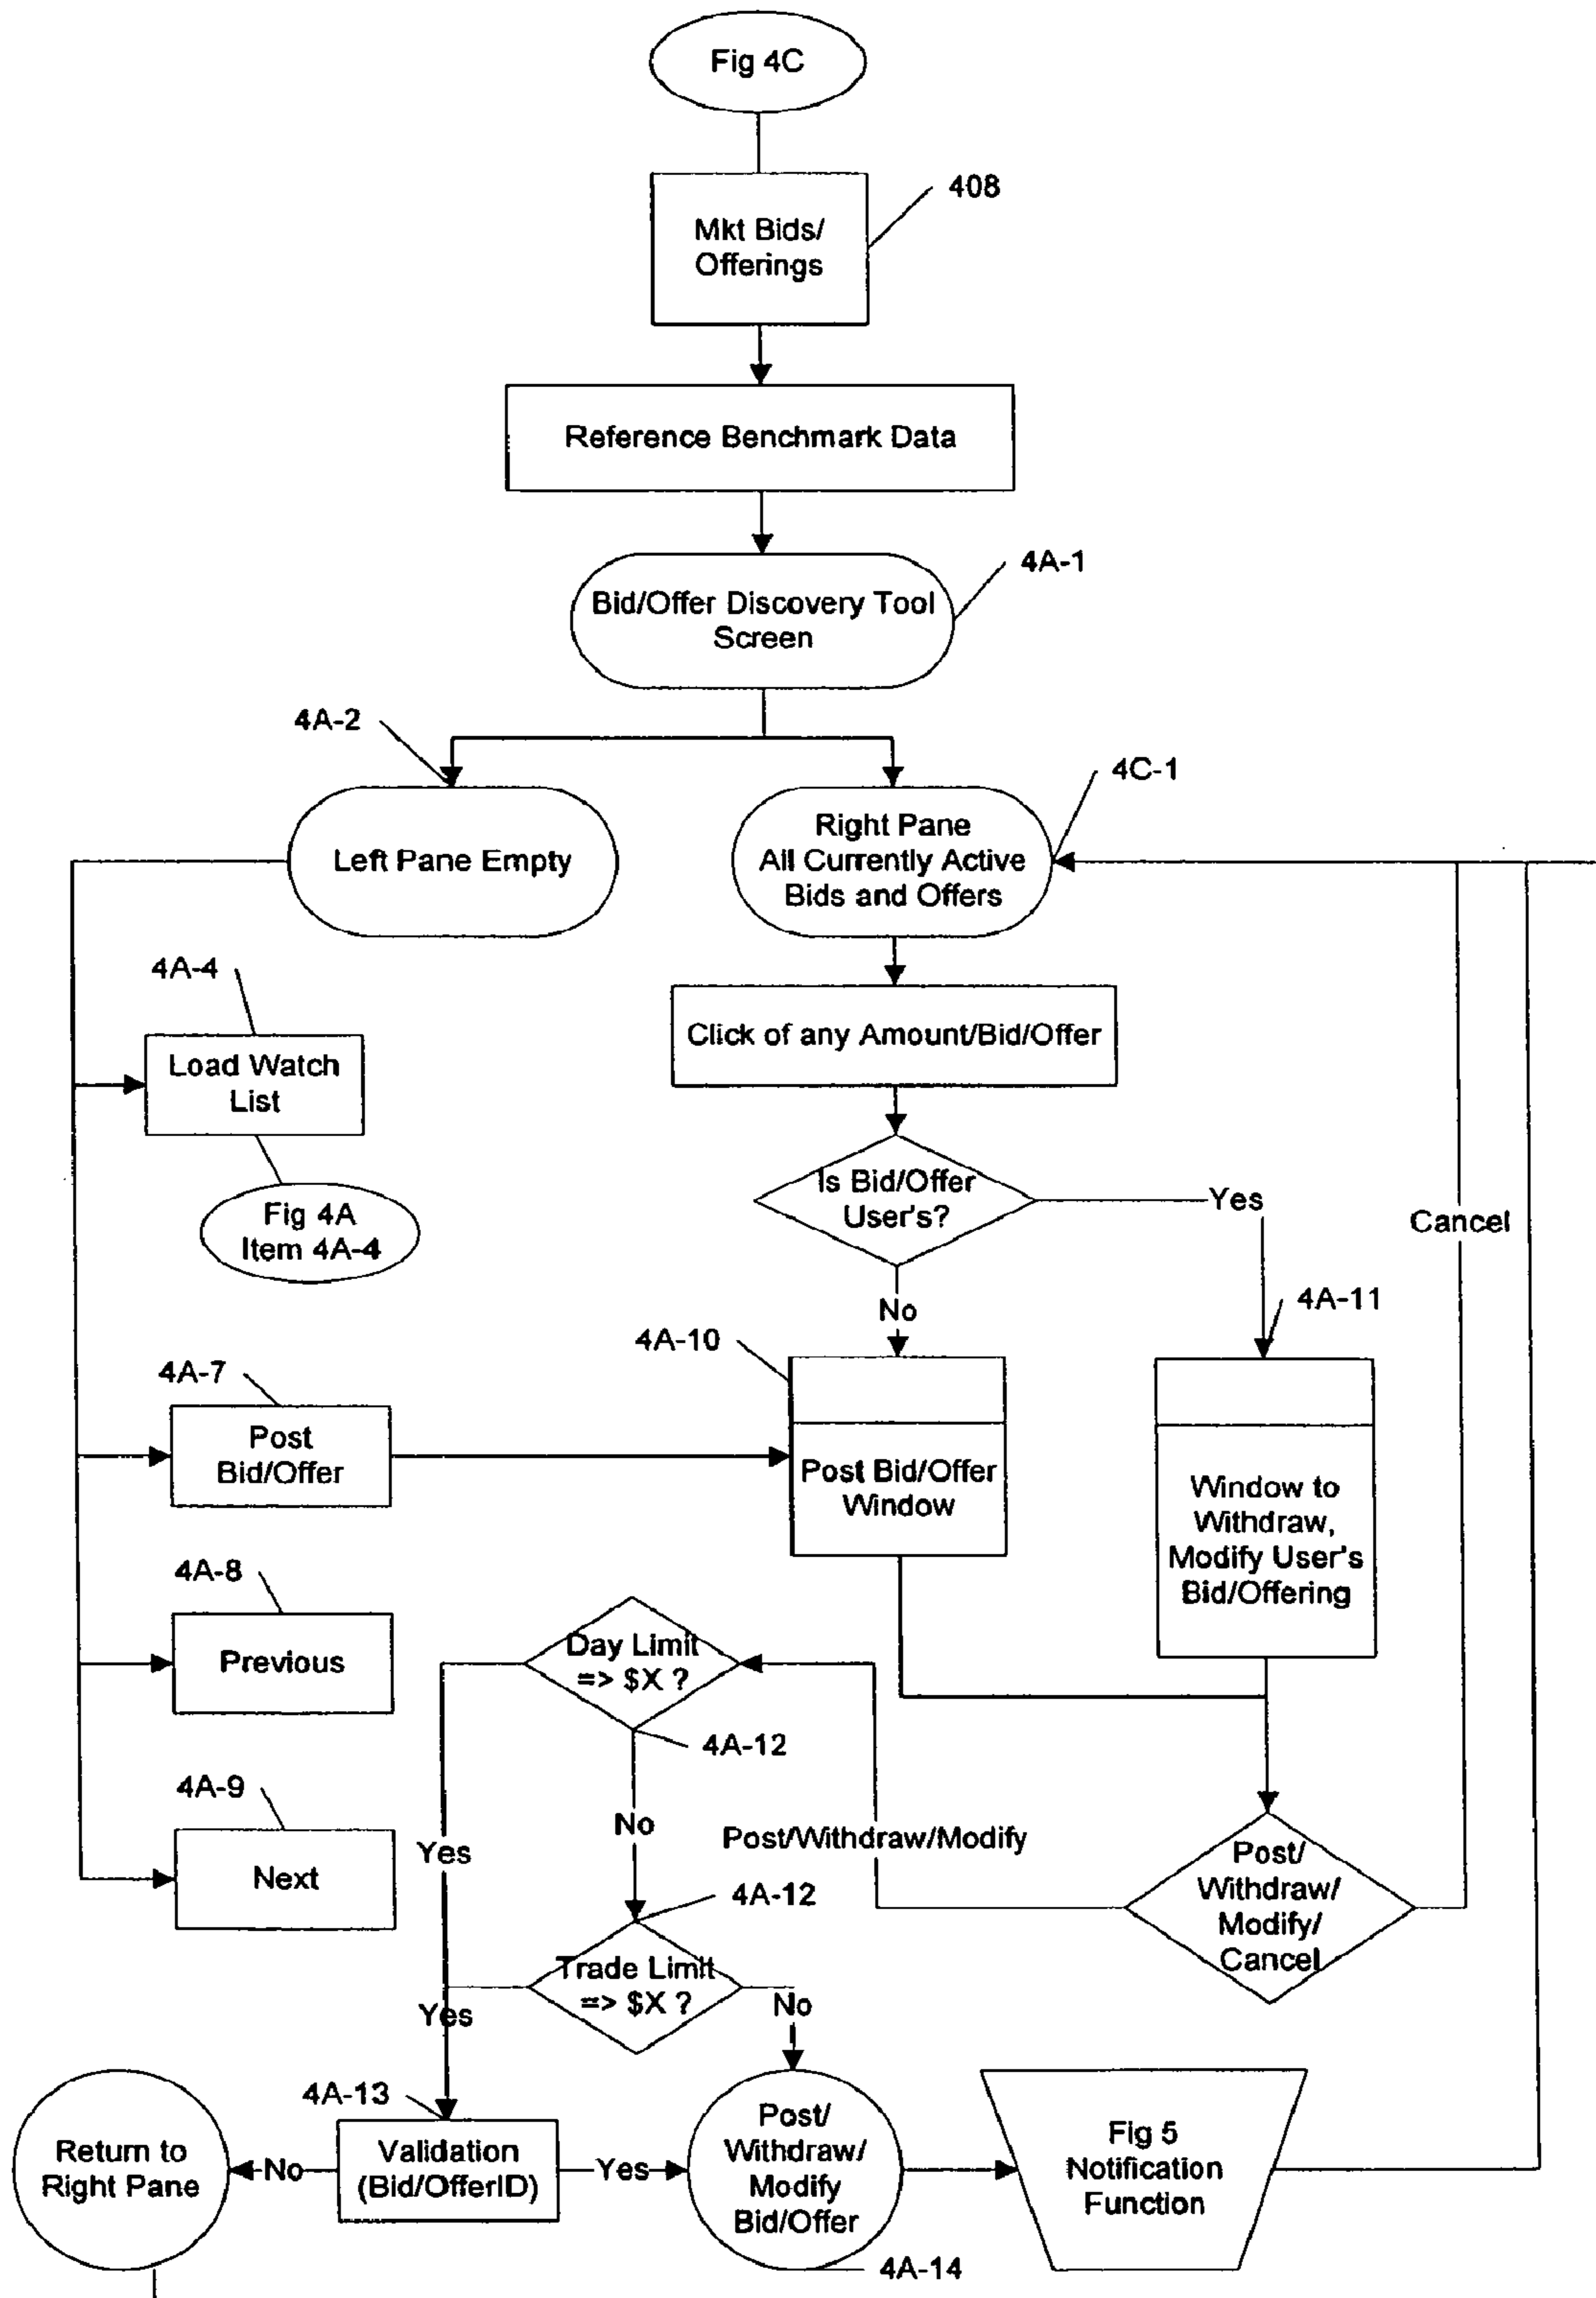 Fig 4C
408
Mkt Bids/
Offerings
Reference Benchmark Data
4A-1
Bid/Offer Discovery Tool
Screen
4A-2
4C-1
Left Pane Empty
Right Pane
All Currently Active
Bids and Offers
4A-4
Load Watch
List
Click of any Amount/Bid/Offer
Fig 4A
Item 4A-4
Is Bid/Offer
User's?
Yes
Cancel
No
4A-11
4A-10
4A-7
Post
Bid/Offer
Post Bid/Offer
Window
Window to
Withdraw,
Modify User's
Bid/Offering
4A-8
Previous
Day Limit
=> $X ?
4A-12
4A-9
Next
No
Yes
Post/Withdraw/Modify
Post/
Withdraw/
Modify/
Cancel
4A-12
Trade Limit
=> $X ?
Yes
No
4A-13
Return to
Right Pane
No
Validation
(Bid/OfferID)
Yes
Post/
Withdraw/
Modify
Bid/Offer
Fig 5
Notification
Function
4A-14